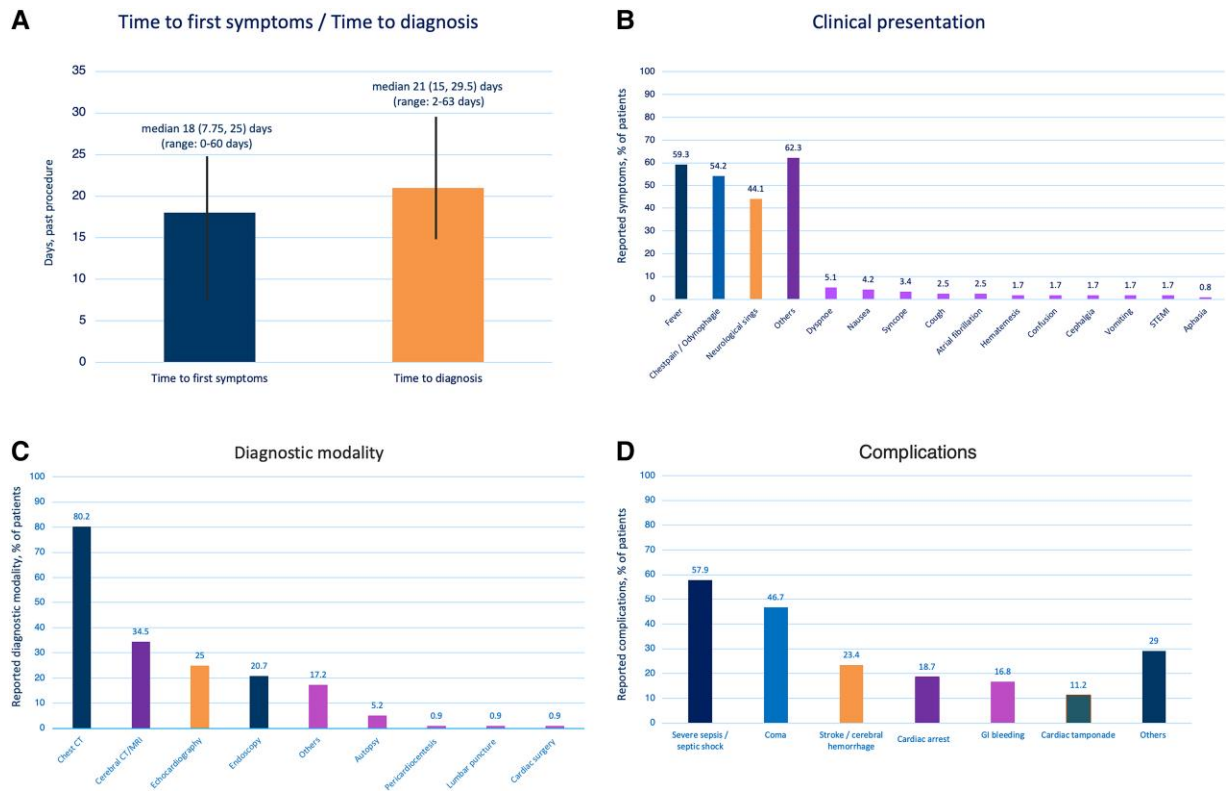 A
Time to first symptoms / Time to diagnosis
Days, past procedure
35
30
25
20
15
10
5
0
median 18 (7.75, 25) days
(range: 0-60 days)
median 21 (15, 29.5) days
(range: 2-63 days)
Time to first symptoms
Time to diagnosis
B
Clinical presentation
Reported symptoms, % of patients
100
90
80
70
60
50
40
30
20
10
0
59.3
54.2
44.1
62.3
5.1
4.2
3.4
2.5
2.5
1.7
1.7
1.7
1.7
1.7
0.8
Fever
Chestpain / Odynophagie
Neurological sings
Others
Dyspnoe
Nausea
Syncope
Cough
Atrial fibrillation
Hematemesis
Confusion
Cephalgia
Vomiting
STEMI
Aphasia
C
Diagnostic modality
Reported diagnostic modality, % of patients
100
90
80
70
60
50
40
30
20
10
0
80.2
34.5
25
20.7
17.2
5.2
0.9
0.9
0.9
Chest CT
Cerebral CT/MRI
Echocardiography
Endoscopy
Others
Autopsy
Pericardiocentesis
Lumbar puncture
Cardiac surgery
D
Complications
Reported complications, % of patients
100
90
80
70
60
50
40
30
20
10
0
57.9
46.7
23.4
18.7
16.8
11.2
29
Severe sepsis /
septic shock
Coma
Stroke / cerebral
hemorrhage
Cardiac arrest
GI bleeding
Cardiac tamponade
Others